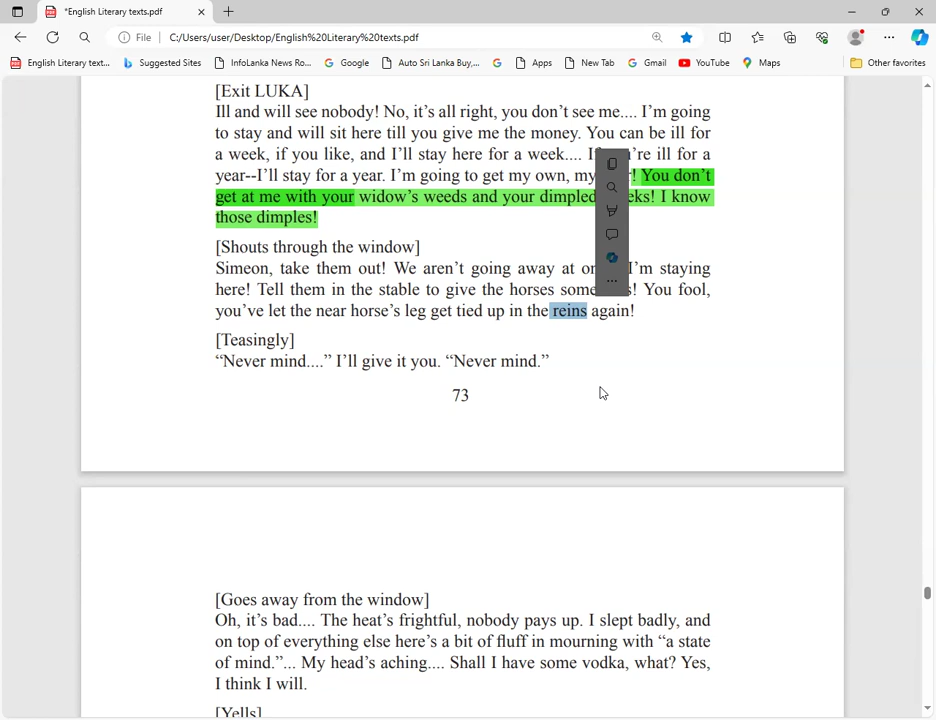 *English Literary texts.pdf
File
C:/Users/user/Desktop/English%20Literary%20texts.pdf
English Literary text...
Suggested Sites
InfoLanka News Ro...
Google
Auto Sri Lanka Buy,...
Apps
New Tab
Gmail
YouTube
Maps
Other favorites
[Exit LUKA]
Ill and will see nobody! No, it's all right, you don't see me.... I'm going
to stay and will sit here till you give me the money. You can be ill for
a week, if you like, and I'll stay here for a week.... 're ill for a
year--I'll stay for a year. I'm going to get my own, my ! You don't
get at me with your widow's weeds and your dimpled eks! I know
those dimples!
[Shouts through the window]
Simeon, take them out! We aren't going away at on I'm staying
here! Tell them in the stable to give the horses some s! You fool,
you've let the near horse's leg get tied up in the reins again!
[Teasingly]
“Never mind....” I'll give it you. “Never mind.”
73
[Goes away from the window]
Oh, it's bad.... The heat's frightful, nobody pays up. I slept badly, and
on top of everything else here's a bit of fluff in mourning with “a state
of mind.”... My head's aching.... Shall I have some vodka, what? Yes,
I think I will.
[Yells]